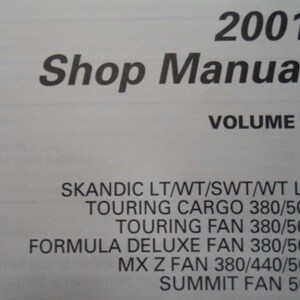 2001
Shop Manua
VOLUME
SKANDIC LT/WT/SWT/WT L
TOURING CARGO 380/50
TOURING FAN 380/50
FORMULA DELUXE FAN 380/50
MX Z FAN 380/440/50
SUMMIT FAN 50